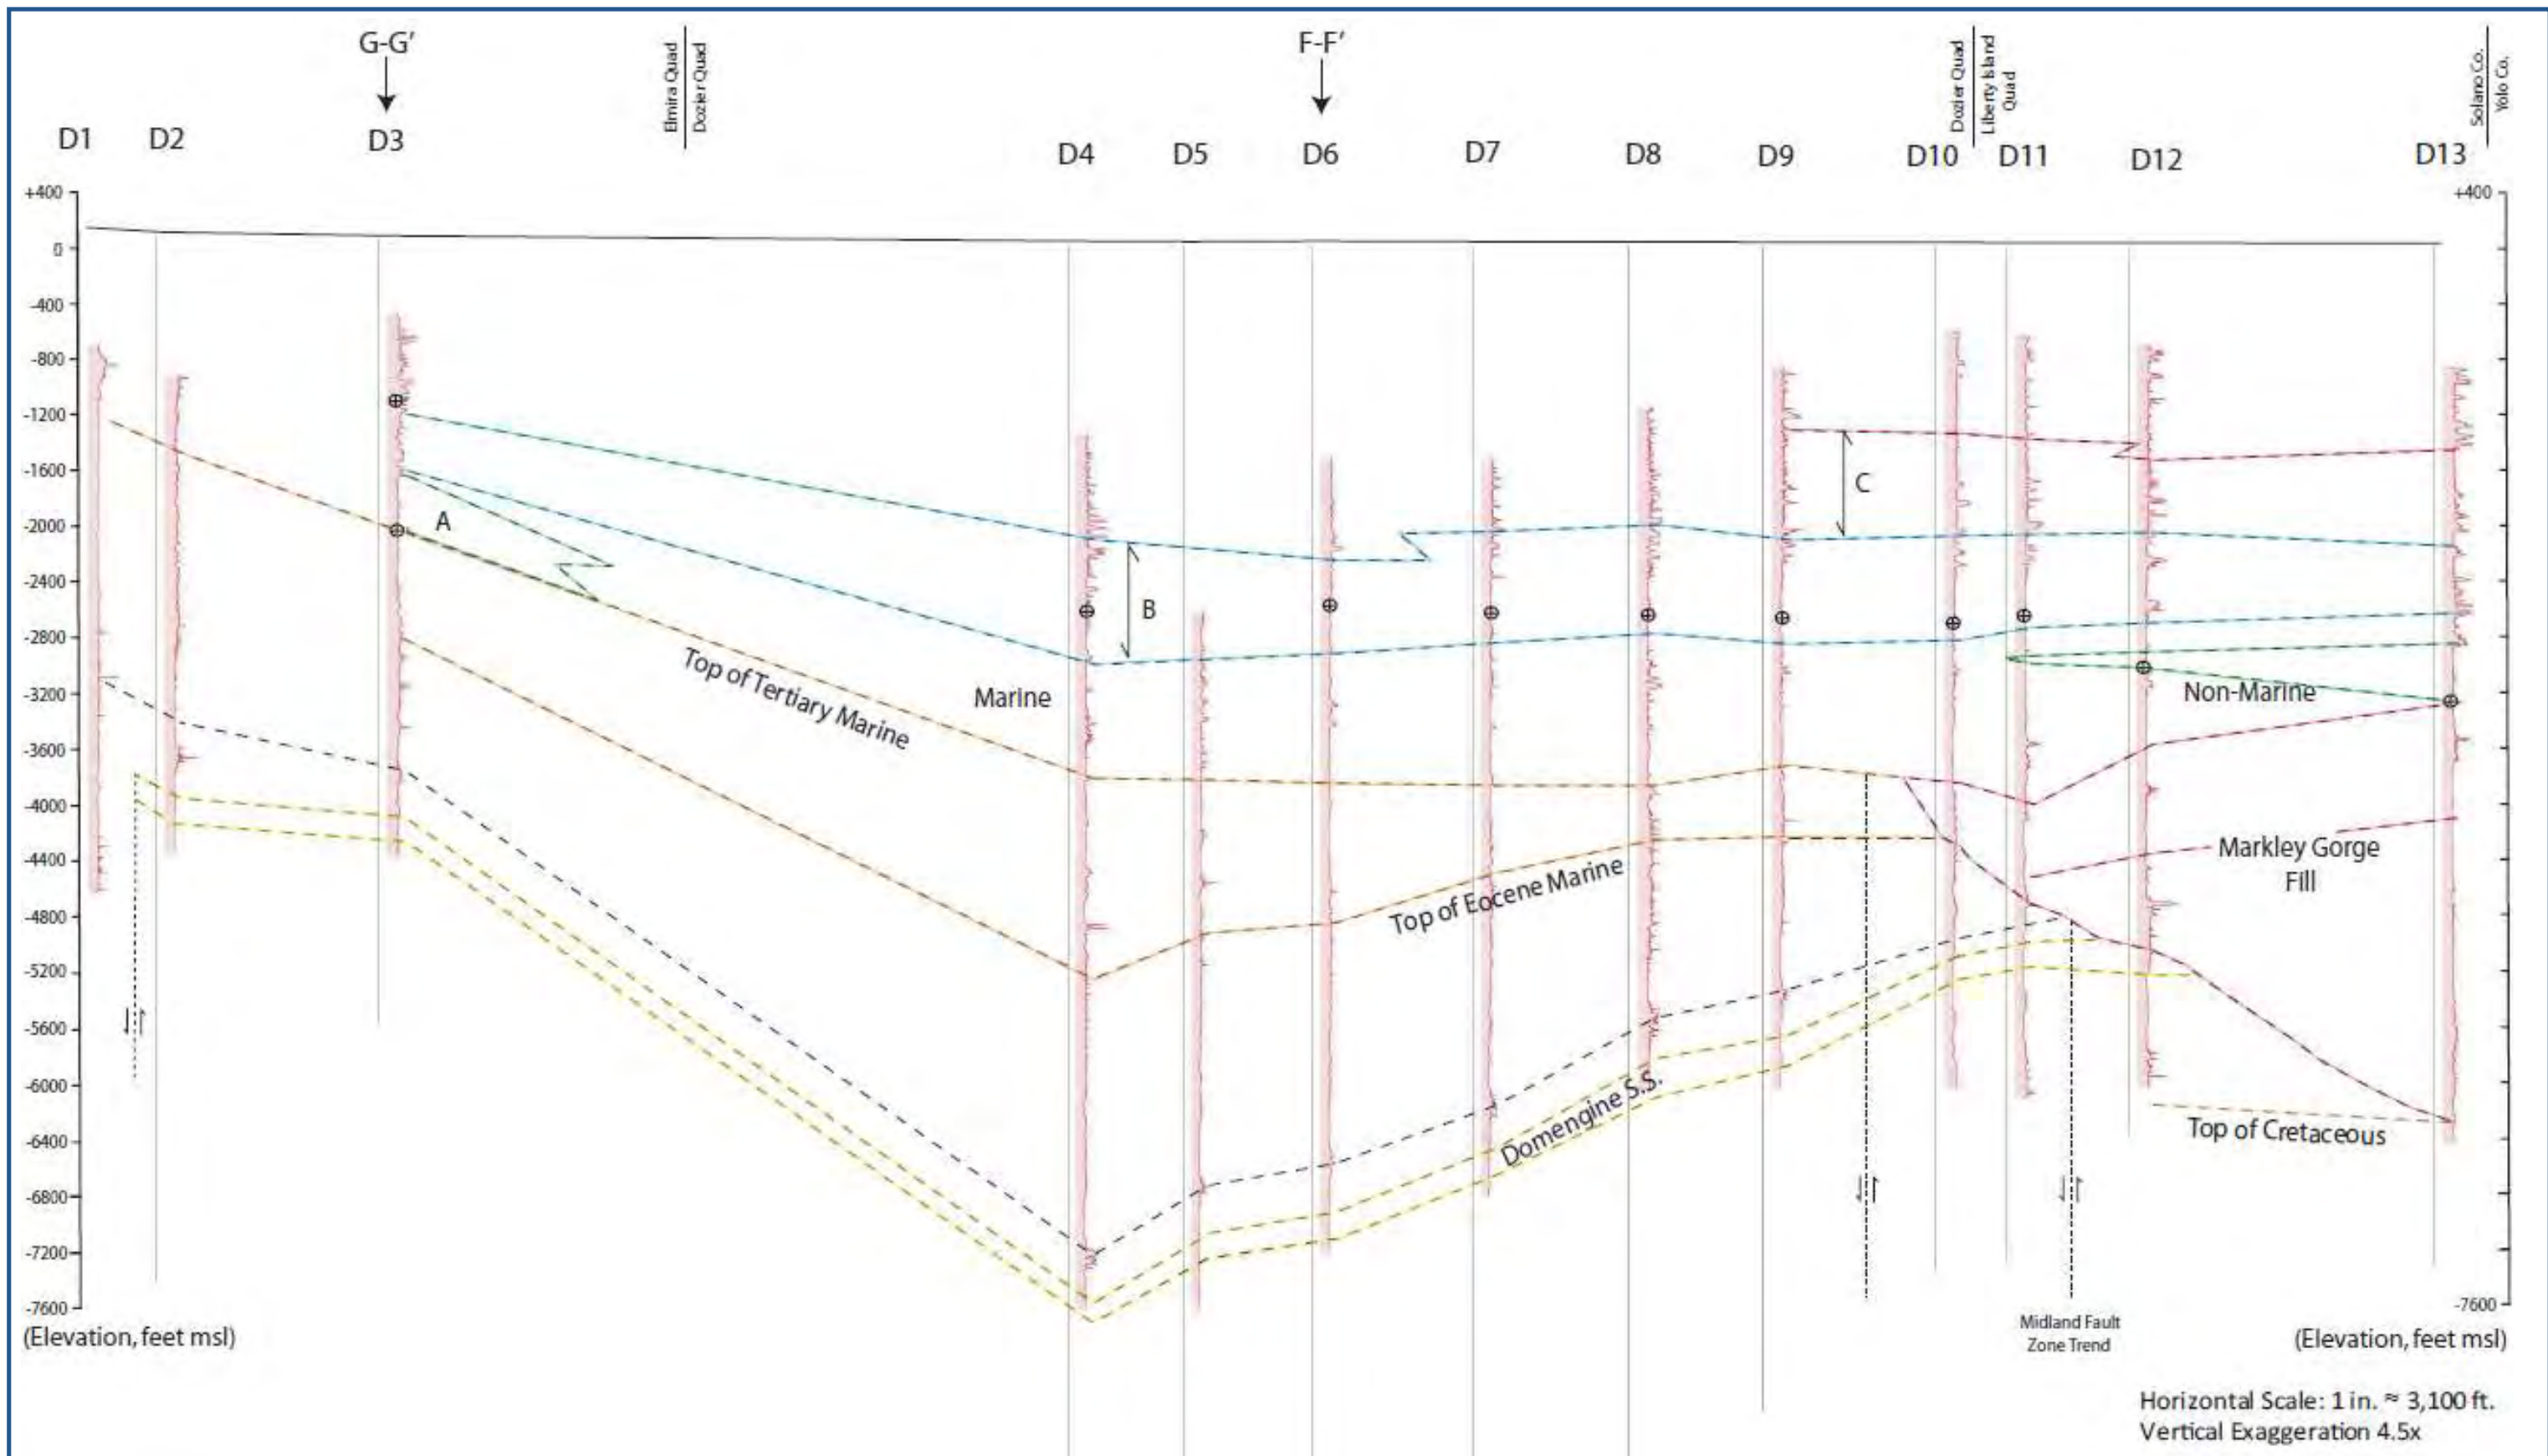 G-G’
F-F’
Elmira Quad
Dozier Quad
Dozier Quad
Liberty Island
Quad
Solano Co.
Yolo Co.
D1
D2
D3
D4
D5
D6
D7
D8
D9
D10
D11
D12
D13
+400
0
-400
-800
-1200
-1600
-2000
-2400
-2800
-3200
-3600
-4000
-4400
-4800
-5200
-5600
-6000
-6400
-6800
-7200
-7600
+400
-7600
A
B
C
Top of Tertiary Marine
Marine
Non-Marine
Top of Eocene Marine
Markley Gorge
Fill
Domengine S.S.
Top of Cretaceous
Midland Fault
Zone Trend
(Elevation, feet msl)
(Elevation, feet msl)
Horizontal Scale: 1 in. ≈ 3,100 ft.
Vertical Exaggeration 4.5x